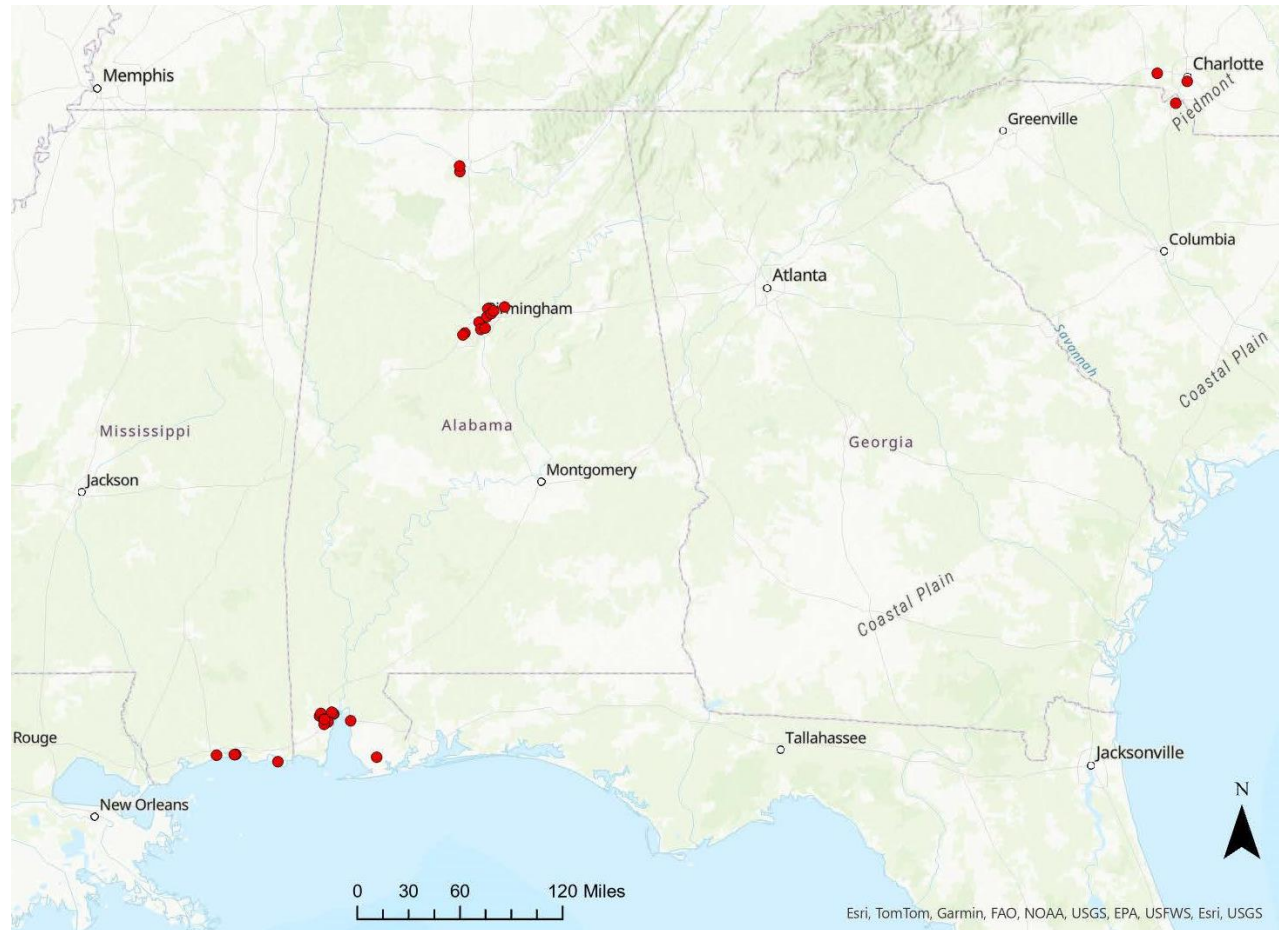 Memphis
Charlotte
Piedmont
Greenville
Columbia
Atlanta
mingham
Savannah
Coastal Plain
Mississippi
Alabama
Georgia
Jackson
Montgomery
Coastal Plain
Rouge
Tallahassee
Jacksonville
New Orleans
N
0 30 60 120 Miles
Esri, TomTom, Garmin, FAO, NOAA, USGS, EPA, USFWS, Esri, USGS